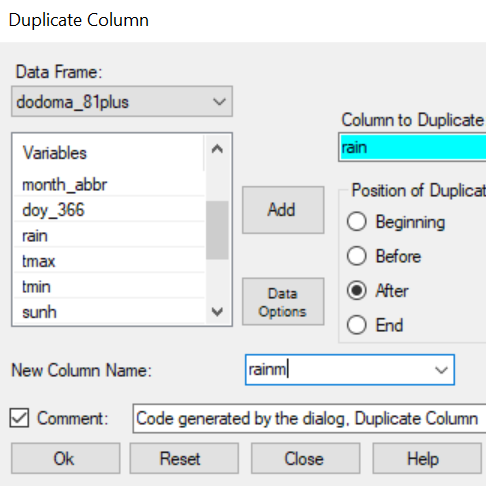 Duplicate Column
Data Frame:
dodoma_81plus
Variables
month_abbr
doy_366
rain
tmax
tmin
sunh
Add
Data
Options
Column to Duplicate
rain
Position of Duplicat
Beginning
Before
After
End
New Column Name:
rainm
Comment:
Code generated by the dialog, Duplicate Column
Ok
Reset
Close
Help